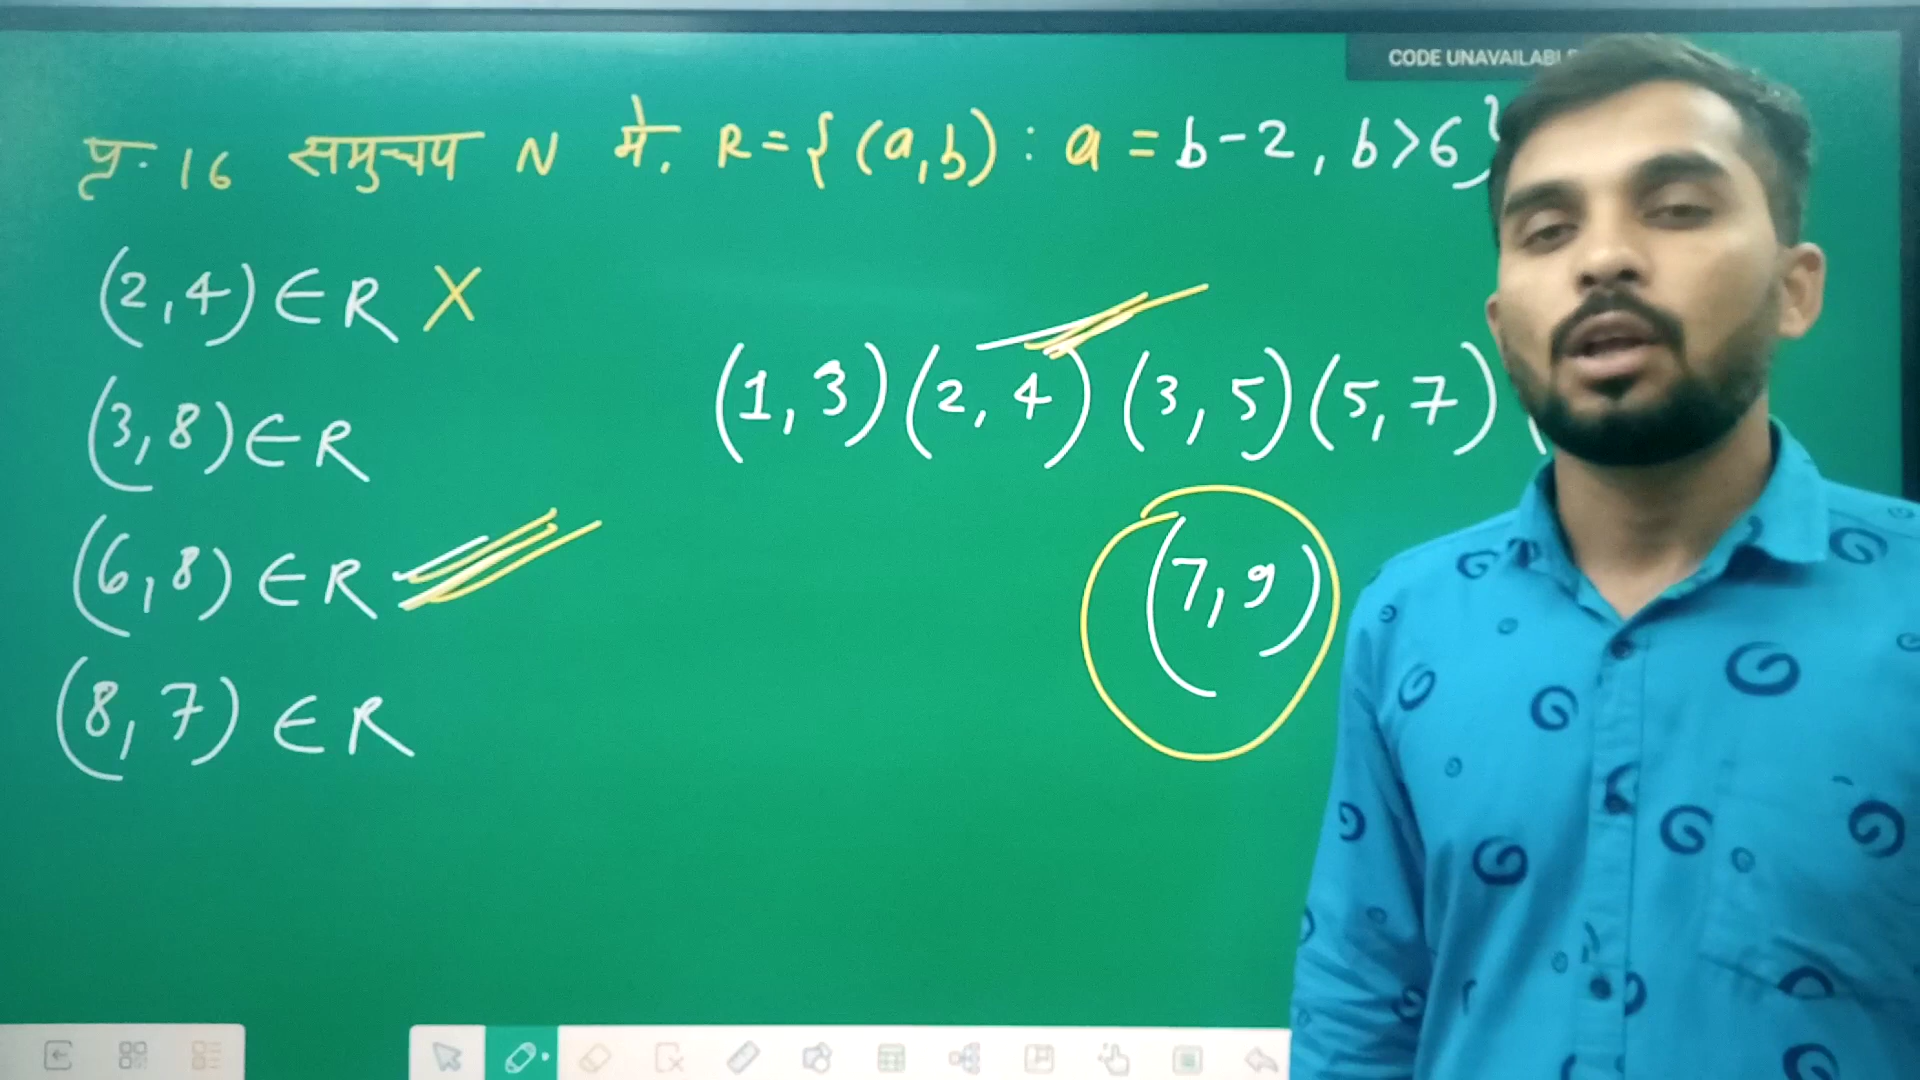 CODE UNAVAILABLE
प्र. 16 समुच्चय N में. R = { (a,b) : a = b-2, b>6}
(2,4) ∈ R X
(3,8) ∈ R
(6,8) ∈ R
(8,7) ∈ R
(1,3) (2,4) (3,5) (5,7) (
(7,9)